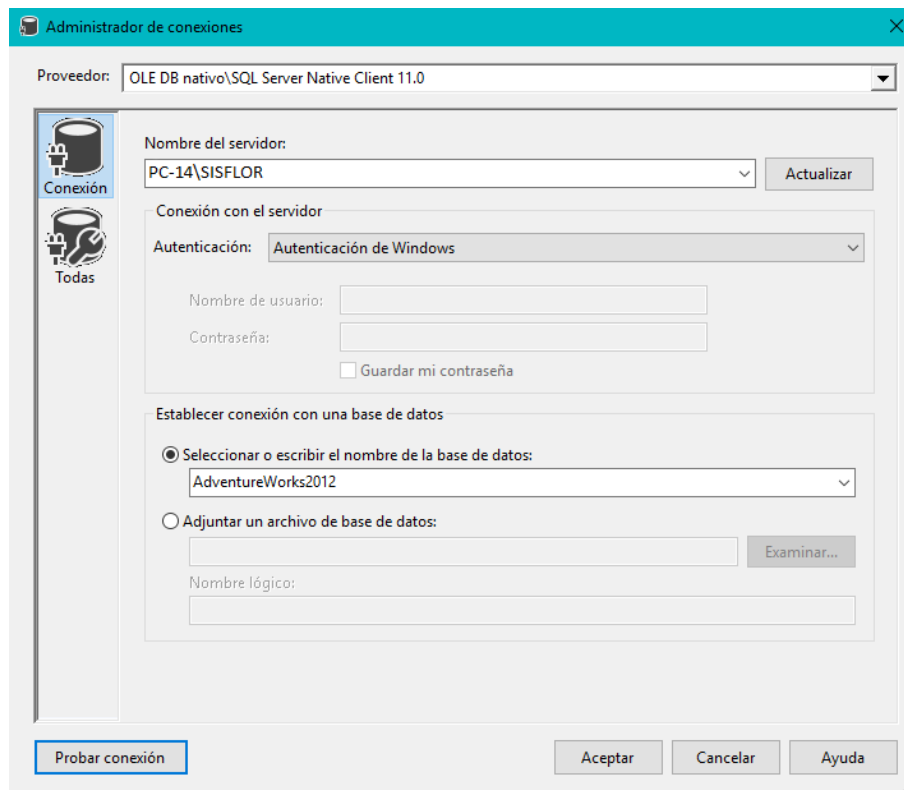 Administrador de conexiones
Proveedor: OLE DB nativo\SQL Server Native Client 11.0
Conexión
Todas
Nombre del servidor:
PC-14\SISFLOR Actualizar
Conexión con el servidor
Autenticación: Autenticación de Windows
Nombre de usuario:
Contraseña:
Guardar mi contraseña
Establecer conexión con una base de datos
Seleccionar o escribir el nombre de la base de datos:
AdventureWorks2012
Adjuntar un archivo de base de datos:
Examinar...
Nombre lógico:
Probar conexión Aceptar Cancelar Ayuda